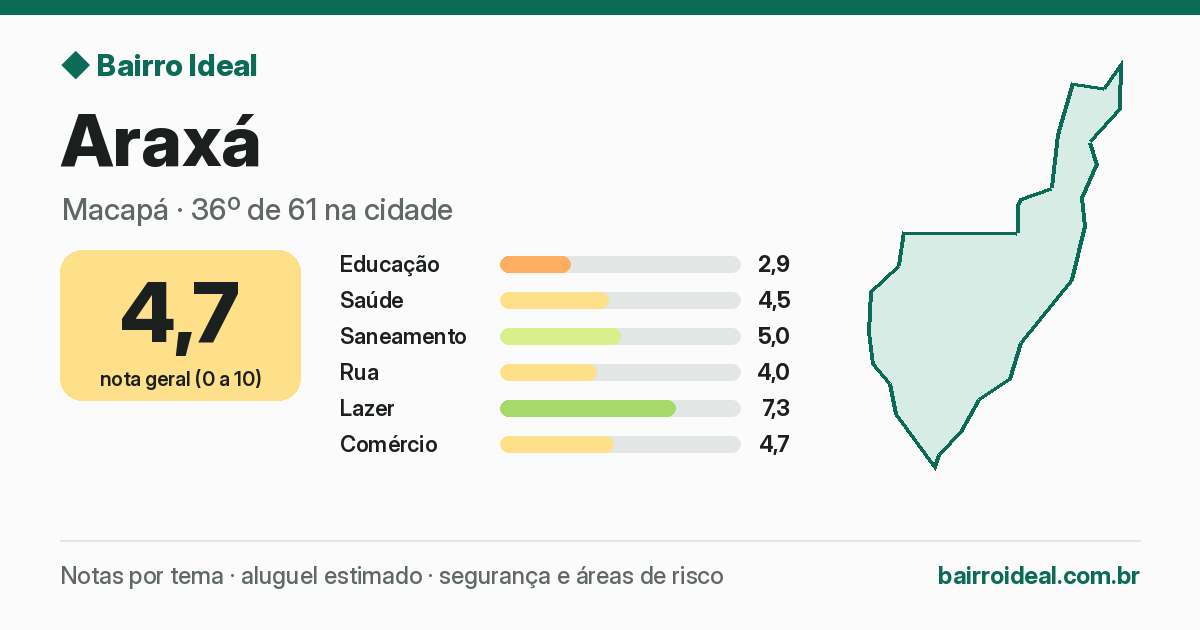 Bairro Ideal
Araxá
Macapá · 36º de 61 na cidade
4,7
nota geral (0 a 10)
Educação 2,9
Saúde 4,5
Saneamento 5,0
Rua 4,0
Lazer 7,3
Comércio 4,7
Notas por tema · aluguel estimado · segurança e áreas de risco
bairroideal.com.br